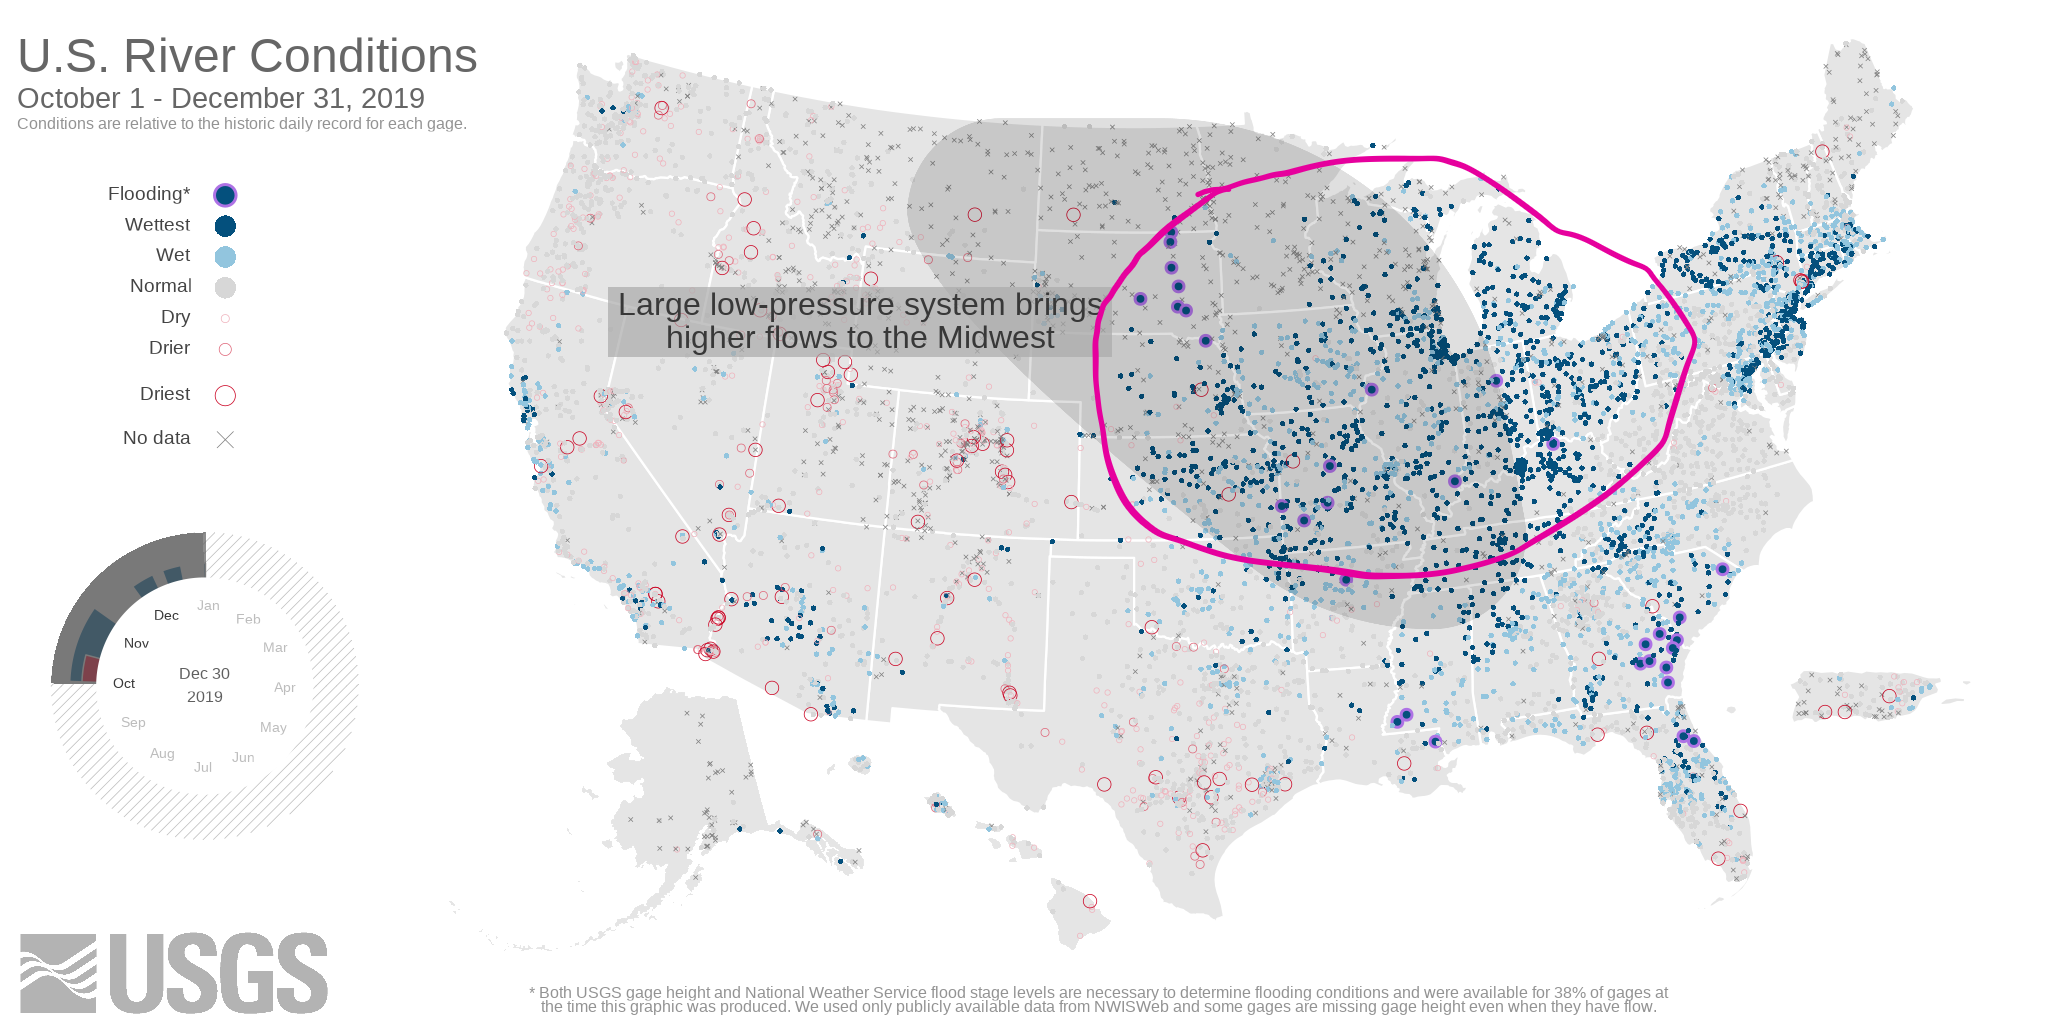 U.S. River Conditions
October 1 - December 31, 2019
Conditions are relative to the historic daily record for each gage.
Flooding*
Wettest
Wet
Normal
Dry
Drier
Driest
No data
Large low-pressure system brings
higher flows to the Midwest
Jan
Feb
Mar
Apr
May
Jun
Jul
Aug
Sep
Oct
Nov
Dec
Dec 30
2019
USGS
* Both USGS gage height and National Weather Service flood stage levels are necessary to determine flooding conditions and were available for 38% of gages at
the time this graphic was produced. We used only publicly available data from NWISWeb and some gages are missing gage height even when they have flow.